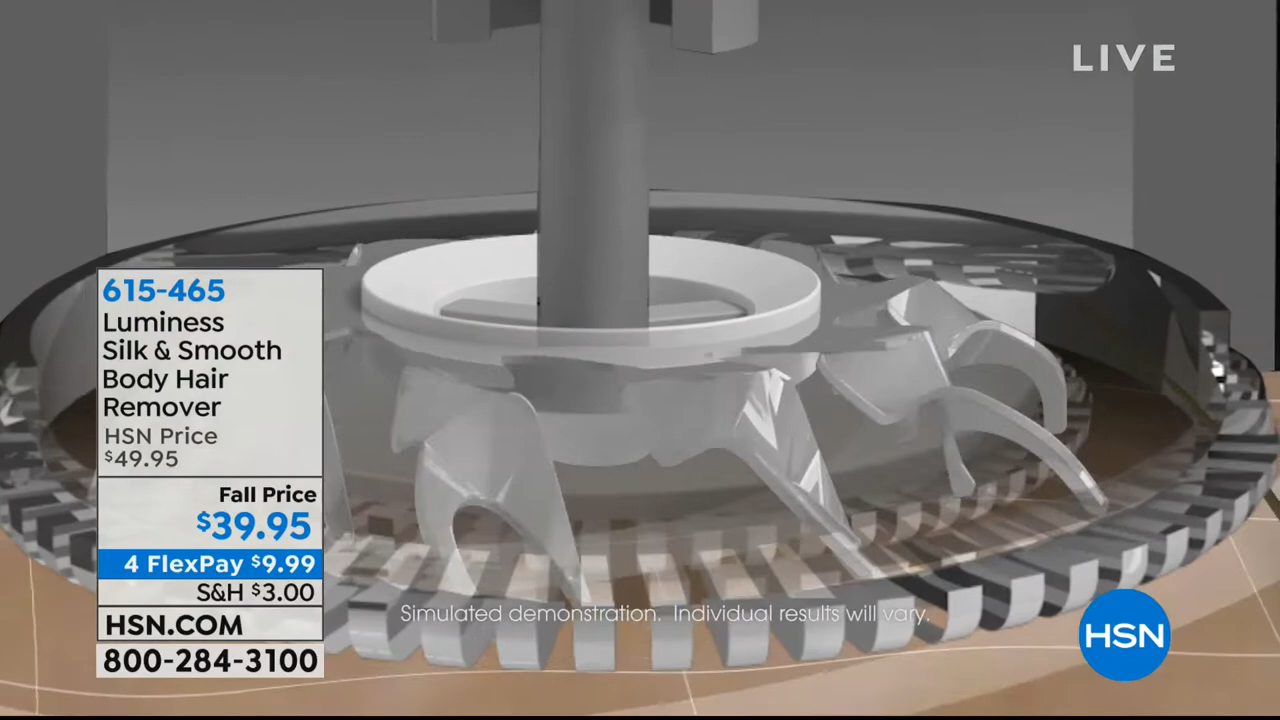 LIVE
615-465
Luminess
Silk & Smooth
Body Hair
Remover
HSN Price
$49.95
Fall Price
$39.95
4 FlexPay $9.99
S&H $3.00
HSN.COM
800-284-3100
Simulated demonstration. Individual results will vary.
HSN